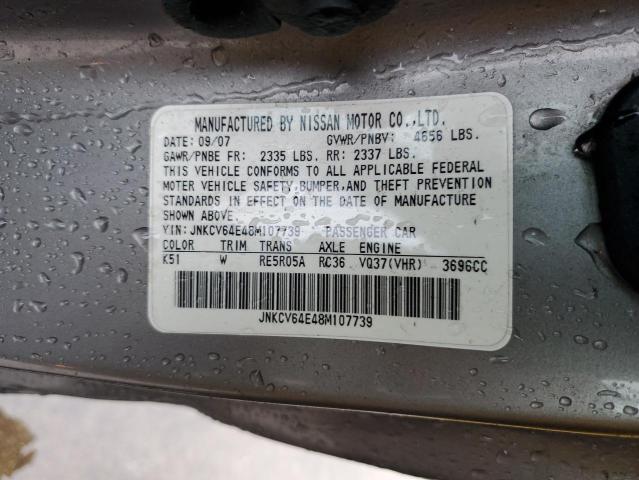 MANUFACTURED BY NISSAN MOTOR CO.,LTD.
DATE: 09/07 GVWR/PNBV: 4656 LBS.
GAWR/PNBE FR: 2335 LBS. RR: 2337 LBS.
THIS VEHICLE CONFORMS TO ALL APPLICABLE FEDERAL
MOTOR VEHICLE SAFETY,BUMPER,AND THEFT PREVENTION
STANDARDS IN EFFECT ON THE DATE OF MANUFACTURE
SHOWN ABOVE.
VIN: JNKCV64E48M107739 PASSENGER CAR
COLOR TRIM TRANS AXLE ENGINE
K51 W RE5R05A RC36 VQ37(VHR) 3696CC
JNKCV64E48M107739